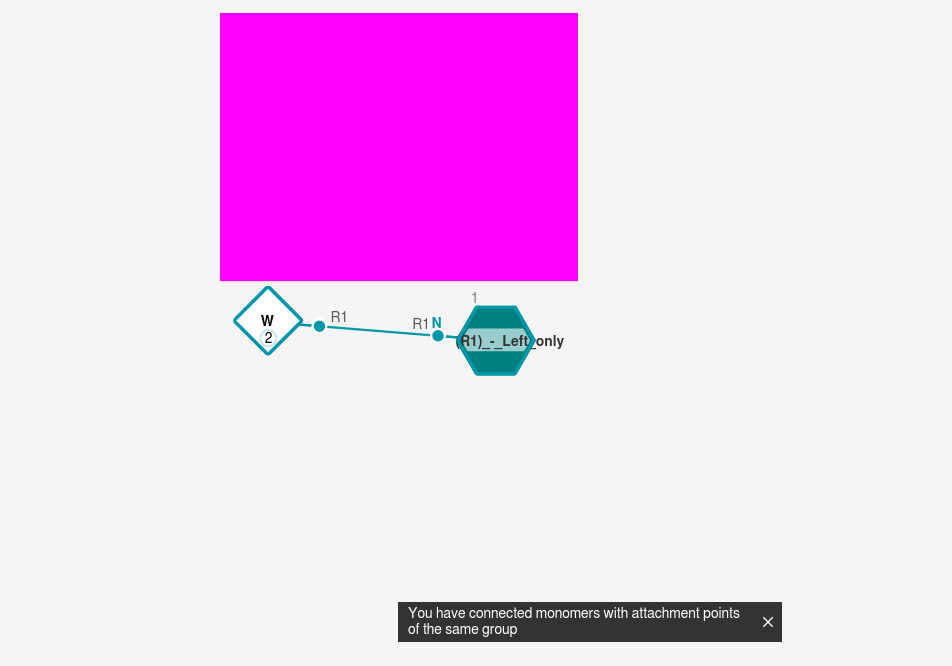 1
W
2
R1
R1
N
(R1)_-_Left_only
You have connected monomers with attachment points
of the same group